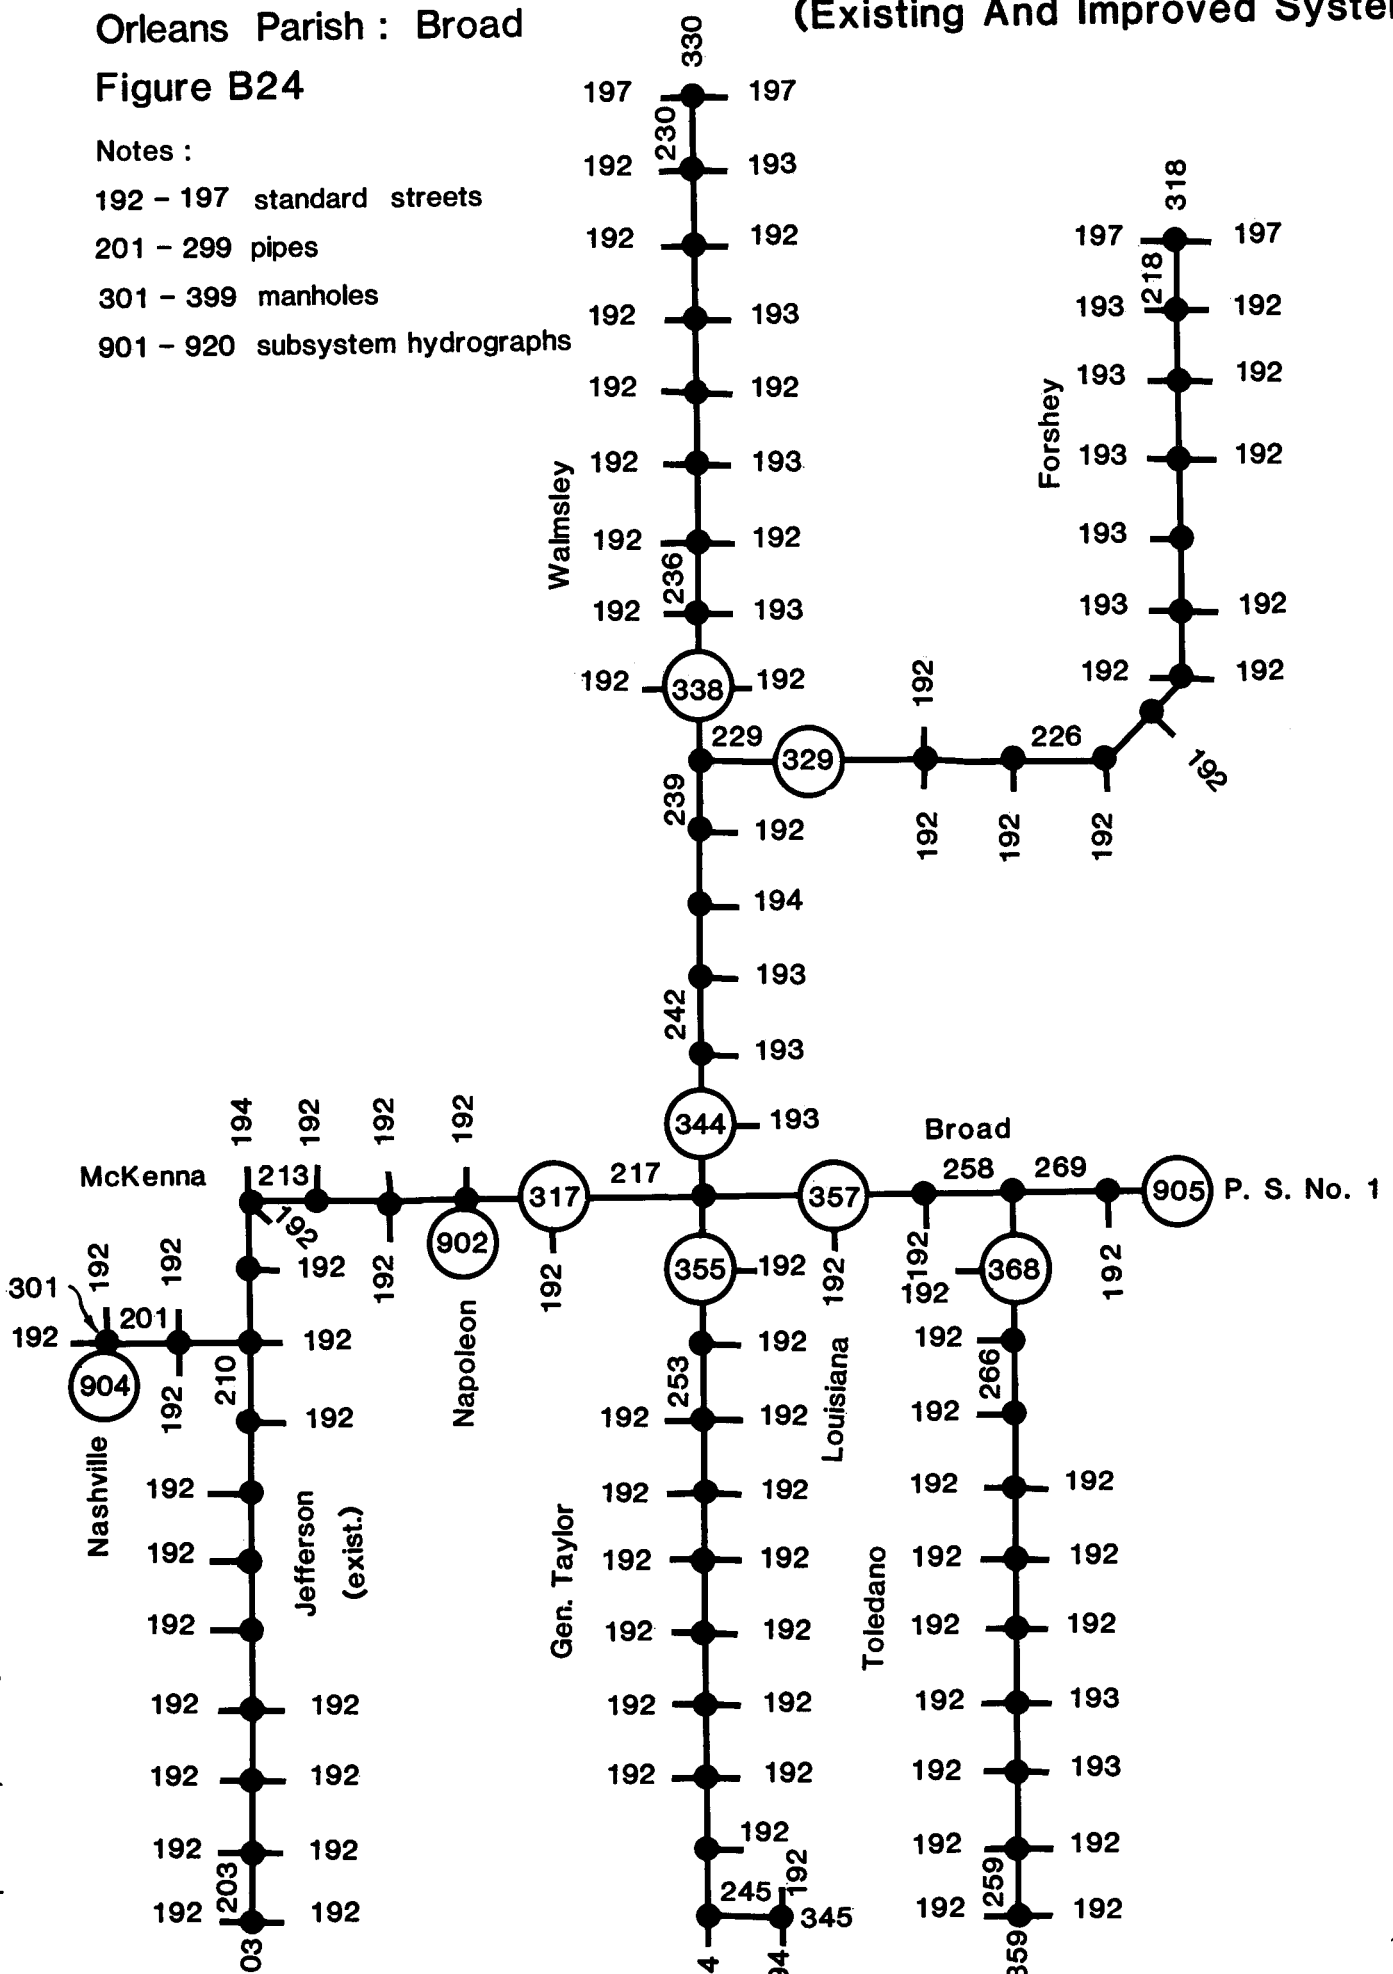 Orleans Parish : Broad
(Existing And Improved
Figure B24
Notes :
192 – 197 standard streets
201 – 299 pipes
301 – 399 manholes
901 – 920 subsystem hydrographs
330
197 197
230
192 193
192 192
192 193
192 192
192 193
Walmsley
192 192
236
192 193
192 338 192
318
197 197
218
193 192
193 192
Forshey
193 192
193
193 192
192 192
192
229 329 192 226
192 192 192
239
192
194
193
242
193
344 193
194 192 192 192
McKenna 213 317 217
192
902
192
192
192
301
192 192
192 201 192
904 192 210
192
Nashville
Napoleon
192
192
192
Jefferson
(exist.)
192 192
192 192
192 192
203
192 192
03
355 192
192
253
192 192
192 192
192 192
Gen. Taylor
192 192
192 192
192 192
192
192
245 345
4 94
Broad
357 258 269 905 P. S. No. 1
192 192 192
192 368
Louisiana
192
266
192
192 192
192 192
Toledano
192 192
192 193
192 193
192 192
259
192 192
359